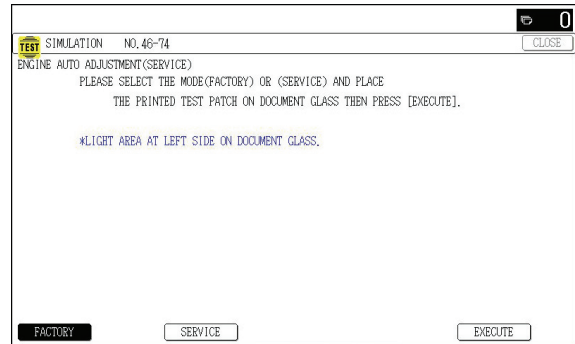 0
TEST SIMULATION NO.46-74 CLOSE
ENGINE AUTO ADJUSTMENT(SERVICE)
PLEASE SELECT THE MODE(FACTORY) OR (SERVICE) AND PLACE
THE PRINTED TEST PATCH ON DOCUMENT GLASS THEN PRESS [EXECUTE].
*LIGHT AREA AT LEFT SIDE ON DOCUMENT GLASS.
FACTORY SERVICE EXECUTE